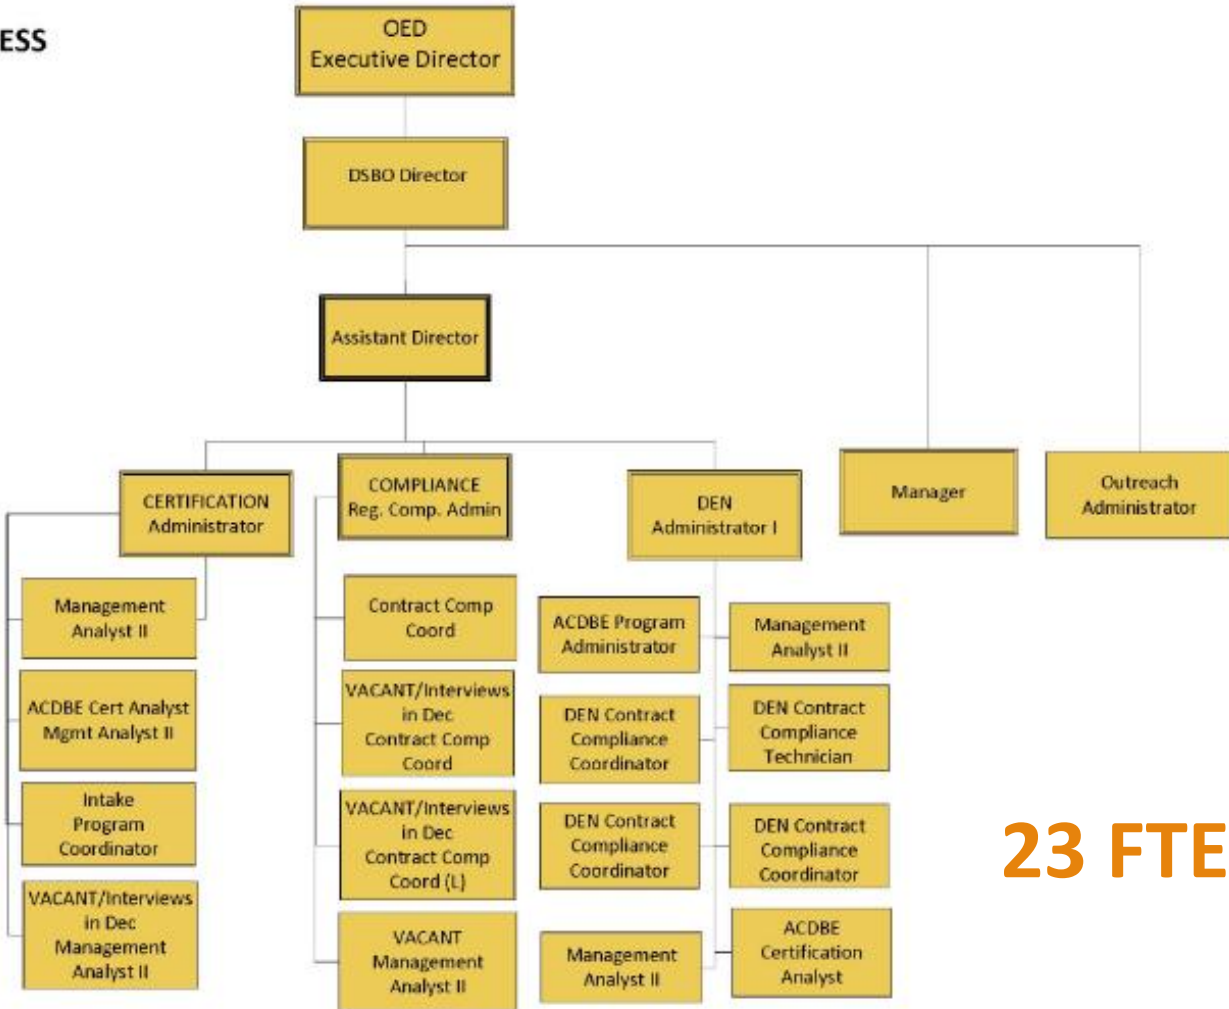 ESS
OED
Executive Director
DSBO Director
Assistant Director
CERTIFICATION
Administrator
COMPLIANCE
Reg. Comp. Admin
DEN
Administrator I
Manager
Outreach
Administrator
Management
Analyst II
ACDBE Cert Analyst
Mgmt Analyst II
Intake
Program
Coordinator
VACANT/Interviews
in Dec
Management
Analyst II
Contract Comp
Coord
VACANT/Interviews
in Dec
Contract Comp
Coord
VACANT/Interviews
in Dec
Contract Comp
Coord (L)
VACANT
Management
Analyst II
ACDBE Program
Administrator
DEN Contract
Compliance
Coordinator
DEN Contract
Compliance
Coordinator
Management
Analyst II
Management
Analyst II
DEN Contract
Compliance
Technician
DEN Contract
Compliance
Coordinator
ACDBE
Certification
Analyst
23 FTE